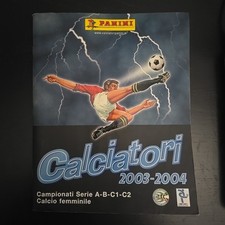 PANINI
Calciatori
2003-2004
Campionati Serie A-B-C1-C2
Calcio femminile